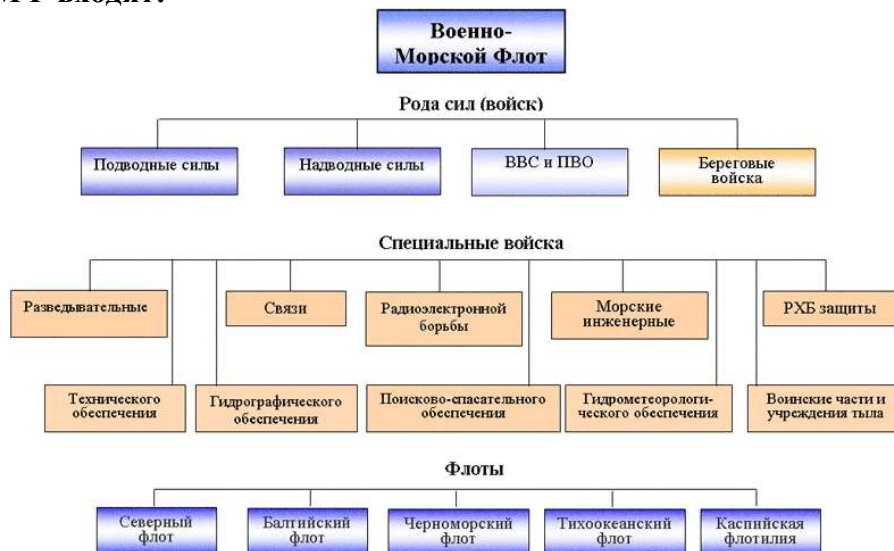 входит:
Военно-
Морской Флот
Рода сил (войск)
Подводные силы
Надводные силы
ВВС и ПВО
Береговые
войска
Специальные войска
Разведывательные
Связи
Радиоэлектронной
борьбы
Морские
инженерные
РХБ защиты
Технического
обеспечения
Гидрографического
обеспечения
Поисково-спасательного
обеспечения
Гидрометеорологи-
ческого обеспечения
Воинские части и
учреждения тыла
Флоты
Северный
флот
Балтийский
флот
Черноморский
флот
Тихоокеанский
флот
Каспийская
флотилия